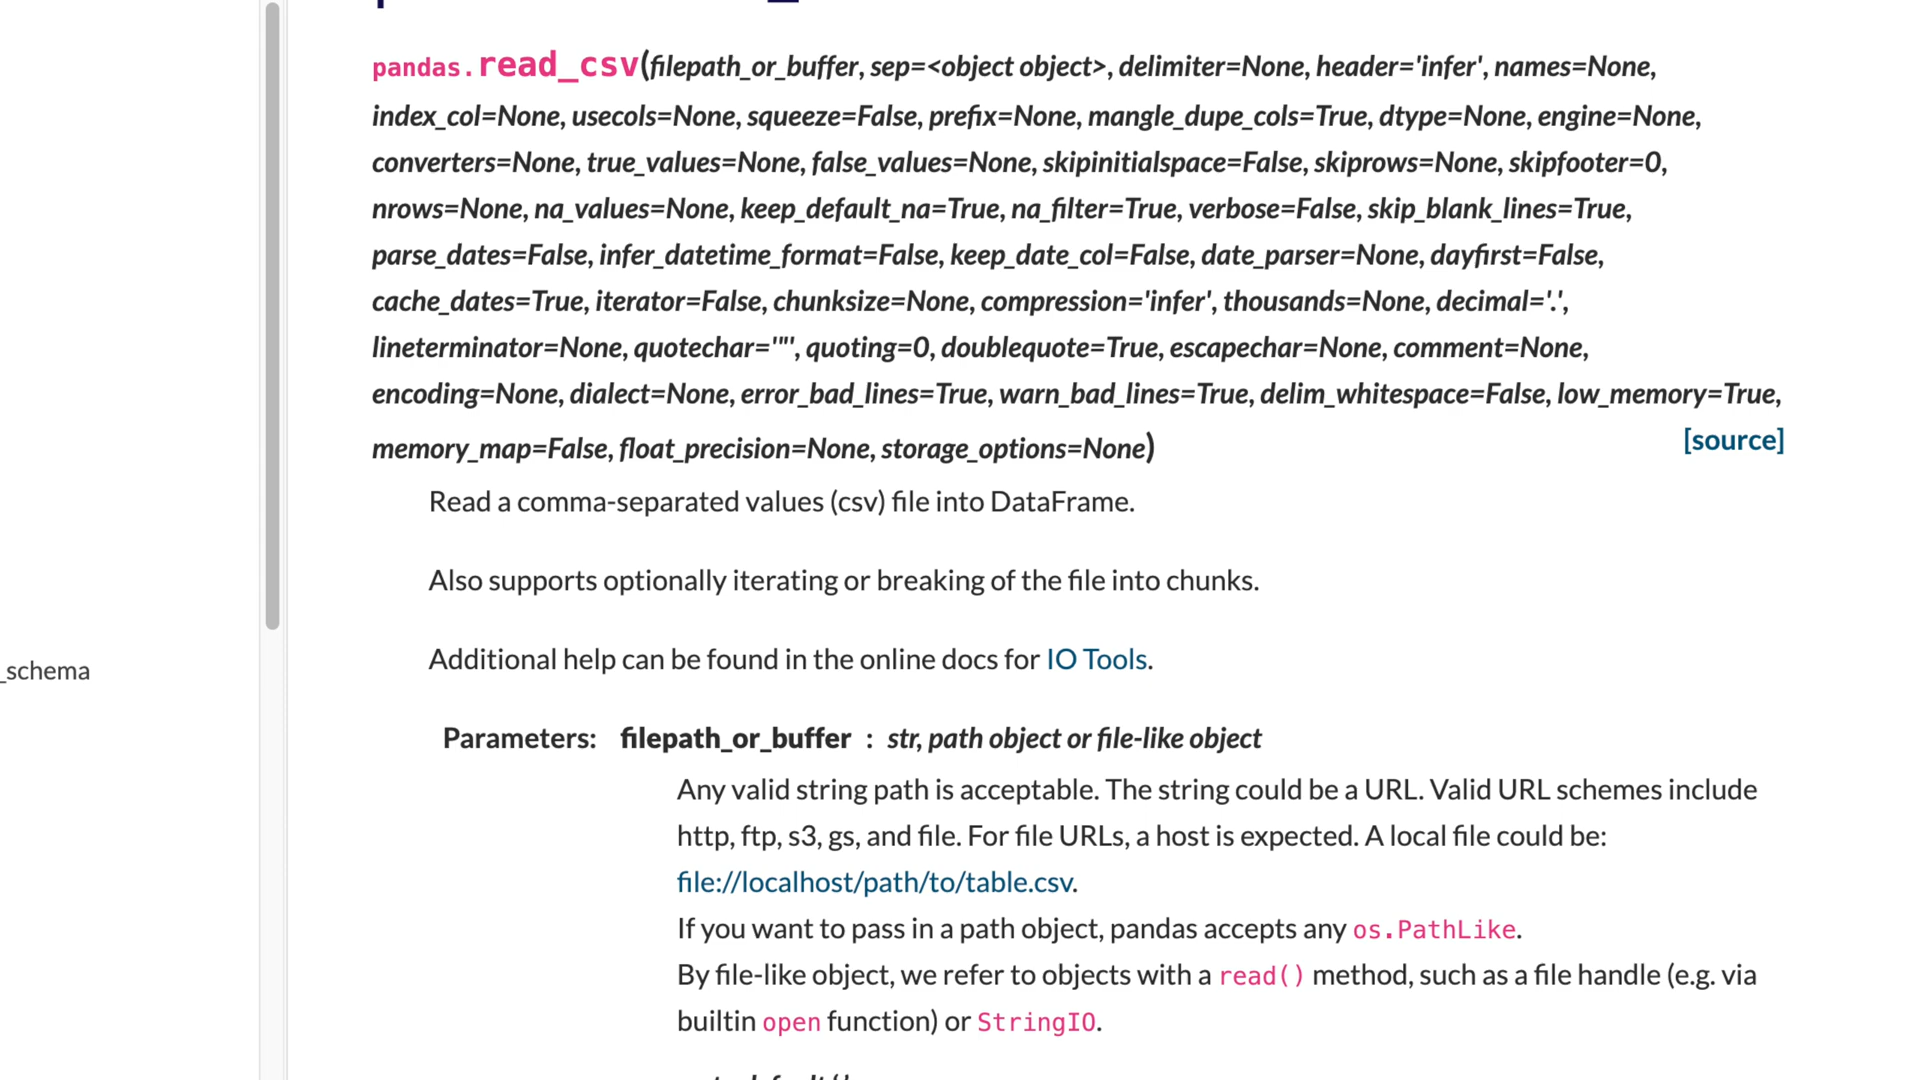 pandas.read_csv(filepath_or_buffer, sep=<object object>, delimiter=None, header='infer', names=None,
index_col=None, usecols=None, squeeze=False, prefix=None, mangle_dupe_cols=True, dtype=None, engine=None,
converters=None, true_values=None, false_values=None, skipinitialspace=False, skiprows=None, skipfooter=0,
nrows=None, na_values=None, keep_default_na=True, na_filter=True, verbose=False, skip_blank_lines=True,
parse_dates=False, infer_datetime_format=False, keep_date_col=False, date_parser=None, dayfirst=False,
cache_dates=True, iterator=False, chunksize=None, compression='infer', thousands=None, decimal='.',
lineterminator=None, quotechar='"', quoting=0, doublequote=True, escapechar=None, comment=None,
encoding=None, dialect=None, error_bad_lines=True, warn_bad_lines=True, delim_whitespace=False, low_memory=True,
memory_map=False, float_precision=None, storage_options=None) [source]
Read a comma-separated values (csv) file into DataFrame.
Also supports optionally iterating or breaking of the file into chunks.
Additional help can be found in the online docs for IO Tools.
_schema
Parameters: filepath_or_buffer : str, path object or file-like object
Any valid string path is acceptable. The string could be a URL. Valid URL schemes include
http, ftp, s3, gs, and file. For file URLs, a host is expected. A local file could be:
file://localhost/path/to/table.csv.
If you want to pass in a path object, pandas accepts any os.PathLike.
By file-like object, we refer to objects with a read() method, such as a file handle (e.g. via
builtin open function) or StringIO.